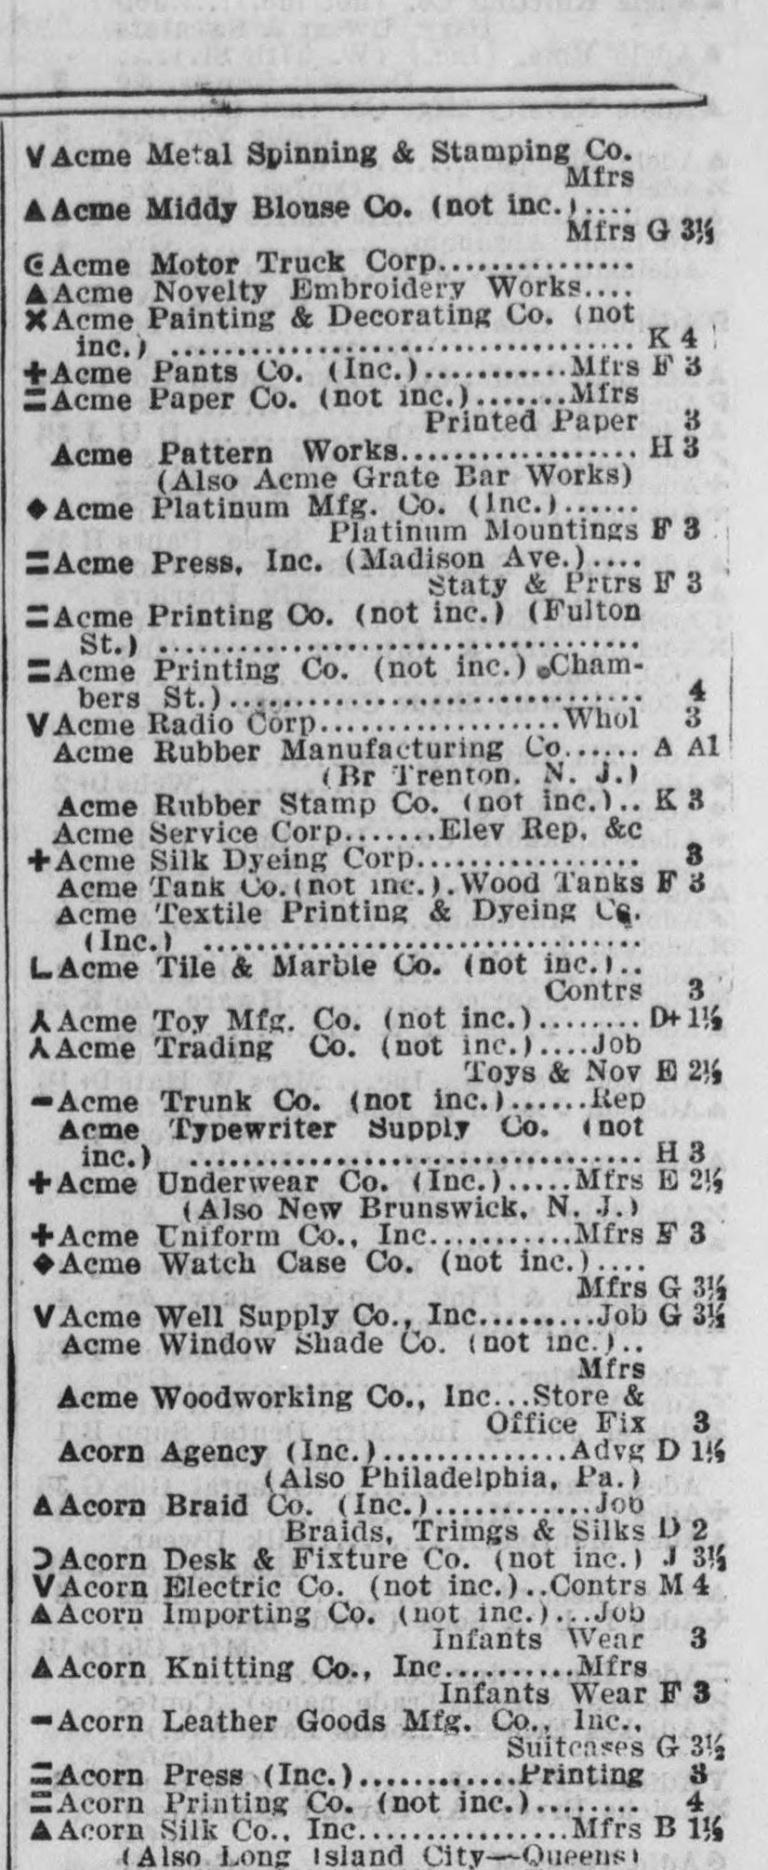 V Acme Metal Spinning & Stamping Co.
Mfrs
▲ Acme Middy Blouse Co. (not inc.)....
Mfrs G 3½
Acme Motor Truck Corp...............
▲ Acme Novelty Embroidery Works....
✕ Acme Painting & Decorating Co. (not
inc.) .................................. K 4
+ Acme Pants Co. (Inc.)...........Mfrs F 3
= Acme Paper Co. (not inc.).......Mfrs
Printed Paper 3
Acme Pattern Works.................. H 3
(Also Acme Grate Bar Works)
◆ Acme Platinum Mfg. Co. (Inc.)......
Platinum Mountings F 3
= Acme Press, Inc. (Madison Ave.)....
Staty & Prtrs F 3
= Acme Printing Co. (not inc.) (Fulton
St.) ...................................
= Acme Printing Co. (not inc.) Cham-
bers St.)............................... 4
V Acme Radio Corp..................Whol 3
Acme Rubber Manufacturing Co...... A A1
(Br Trenton, N. J.)
Acme Rubber Stamp Co. (not inc.).. K 3
Acme Service Corp.......Elev Rep, &c
+ Acme Silk Dyeing Corp................. 3
Acme Tank Co. (not inc.).Wood Tanks F 3
Acme Textile Printing & Dyeing Co.
(Inc.) .................................
L Acme Tile & Marble Co. (not inc.)..
Contrs 3
⅄ Acme Toy Mfg. Co. (not inc.)........ D+ 1½
⅄ Acme Trading Co. (not inc.)....Job
Toys & Nov E 2½
- Acme Trunk Co. (not inc.)......Rep
Acme Typewriter Supply Co. (not
inc.) .................................. H 3
+ Acme Underwear Co. (Inc.).....Mfrs E 2½
(Also New Brunswick, N. J.)
+ Acme Uniform Co., Inc...........Mfrs F 3
◆ Acme Watch Case Co. (not inc.)....
Mfrs G 3½
V Acme Well Supply Co., Inc.........Job G 3½
Acme Window Shade Co. (not inc.)..
Mfrs
Acme Woodworking Co., Inc...Store &
Office Fix 3
Acorn Agency (Inc.)..............Advg D 1½
(Also Philadelphia, Pa.)
▲ Acorn Braid Co. (Inc.)............Job
Braids, Trimgs & Silks D 2
Ɔ Acorn Desk & Fixture Co. (not inc.) J 3½
V Acorn Electric Co. (not inc.)..Contrs M 4
▲ Acorn Importing Co. (not inc.)...Job
Infants Wear 3
▲ Acorn Knitting Co., Inc..........Mfrs
Infants Wear F 3
- Acorn Leather Goods Mfg. Co., Inc..
Suitcases G 3½
= Acorn Press (Inc.)............Printing 3
= Acorn Printing Co. (not inc.)........ 4
▲ Acorn Silk Co., Inc................Mfrs B 1½
(Also Long Island City—Queens)